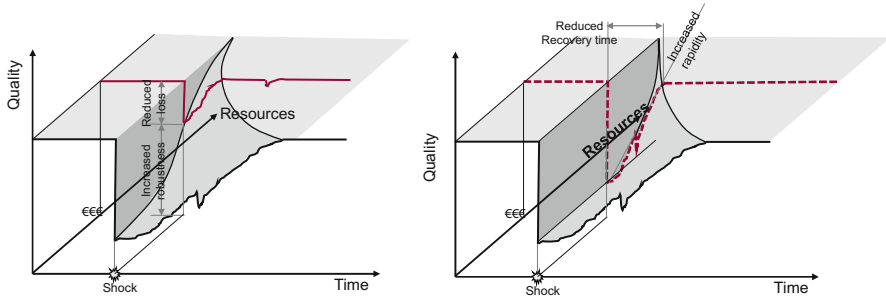 Quality
Reduced
loss
Increased
robustness
Resources
€€€
Shock
Time
Reduced
Recovery time
Increased
rapidity
Quality
Resources
€€€
Shock
Time